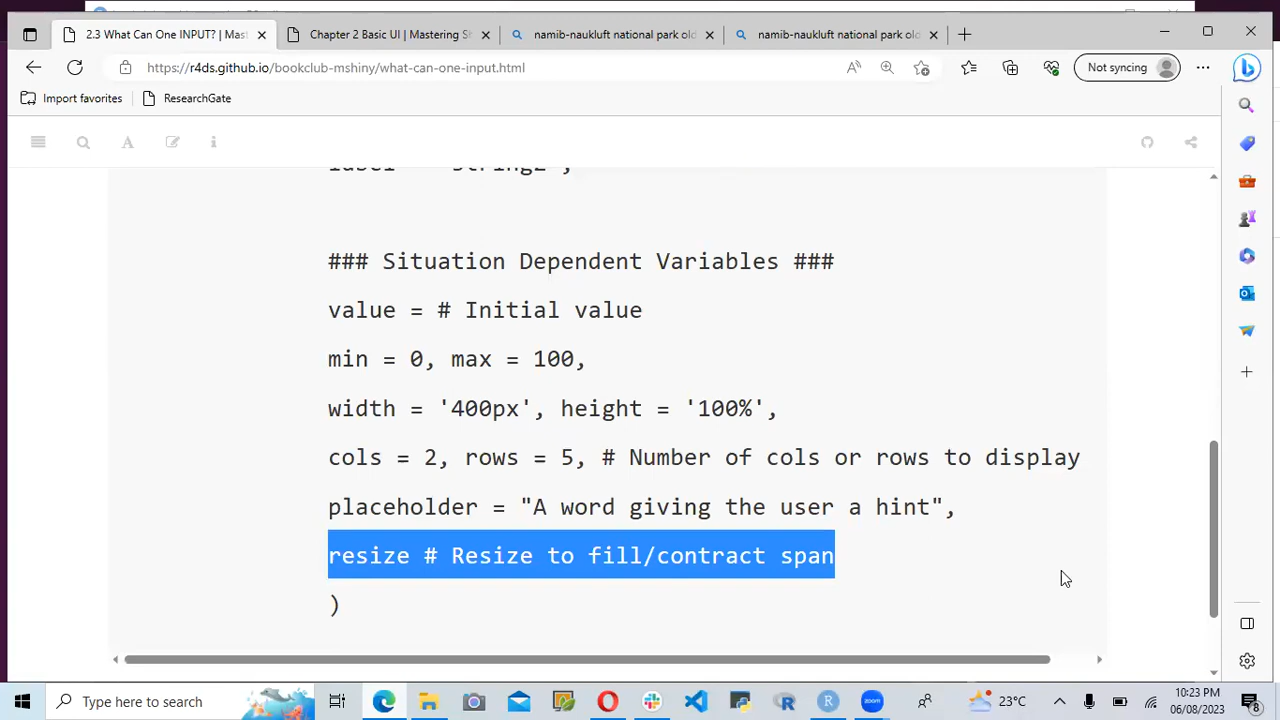 2.3 What Can One INPUT? | Mas
Chapter 2 Basic UI | Mastering Sh
namib-naukluft national park old
namib-naukluft national park old
https://r4ds.github.io/bookclub-mshiny/what-can-one-input.html
Not syncing
Import favorites
ResearchGate
### Situation Dependent Variables ###
value = # Initial value
min = 0, max = 100,
width = '400px', height = '100%',
cols = 2, rows = 5, # Number of cols or rows to display
placeholder = "A word giving the user a hint",
resize # Resize to fill/contract span
)
Type here to search
23°C
10:23 PM
06/08/2023
8